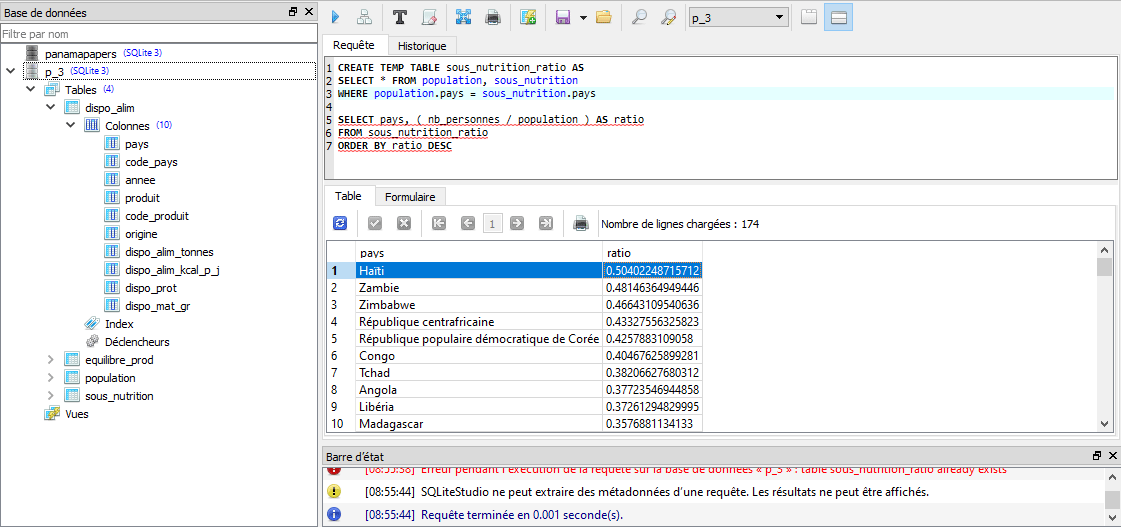 Base de données
Filtre par nom
panamapapers (SQLite 3)
p_3 (SQLite 3)
Tables (4)
dispo_alim
Colonnes (10)
pays
code_pays
annee
produit
code_produit
origine
dispo_alim_tonnes
dispo_alim_kcal_p_j
dispo_prot
dispo_mat_gr
Index
Déclencheurs
equilibre_prod
population
sous_nutrition
Vues
p_3
Requête Historique
1 CREATE TEMP TABLE sous_nutrition_ratio AS
2 SELECT * FROM population, sous_nutrition
3 WHERE population.pays = sous_nutrition.pays
4
5 SELECT pays, ( nb_personnes / population ) AS ratio
6 FROM sous_nutrition_ratio
7 ORDER BY ratio DESC
Table Formulaire
1 Nombre de lignes chargées : 174
pays ratio
1 Haïti 0.50402248715712
2 Zambie 0.48146364949446
3 Zimbabwe 0.46643109540636
4 République centrafricaine 0.43327556325823
5 République populaire démocratique de Corée 0.4257883109058
6 Congo 0.40467625899281
7 Tchad 0.38206627680312
8 Angola 0.37723546944858
9 Libéria 0.37261294829995
10 Madagascar 0.3576881134133
Barre d'état
[08:55:38] Erreur pendant l'exécution de la requête sur la base de données « p_3 » : table sous_nutrition_ratio already exists
[08:55:44] SQLiteStudio ne peut extraire des métadonnées d'une requête. Les résultats ne peut être affichés.
[08:55:44] Requête terminée en 0.001 seconde(s).